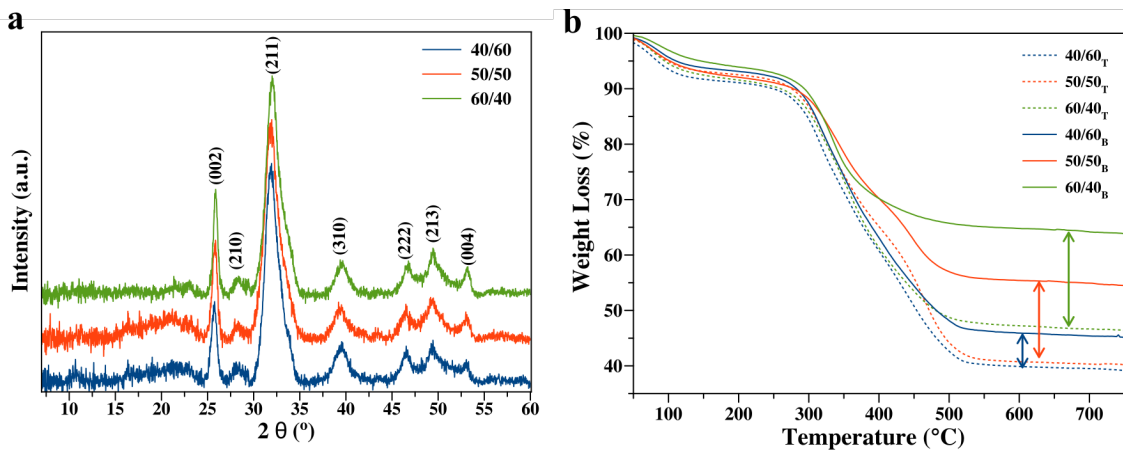 a
(211)
40/60
50/50
60/40
(002)
(210)
(310)
(222)
(213)
(004)
Intensity (a.u.)
10 15 20 25 30 35 40 45 50 55 60
2 θ (º)
b
100
90
80
70
60
50
40
Weight Loss (%)
40/60T
50/50T
60/40T
40/60B
50/50B
60/40B
100 200 300 400 500 600 700
Temperature (°C)